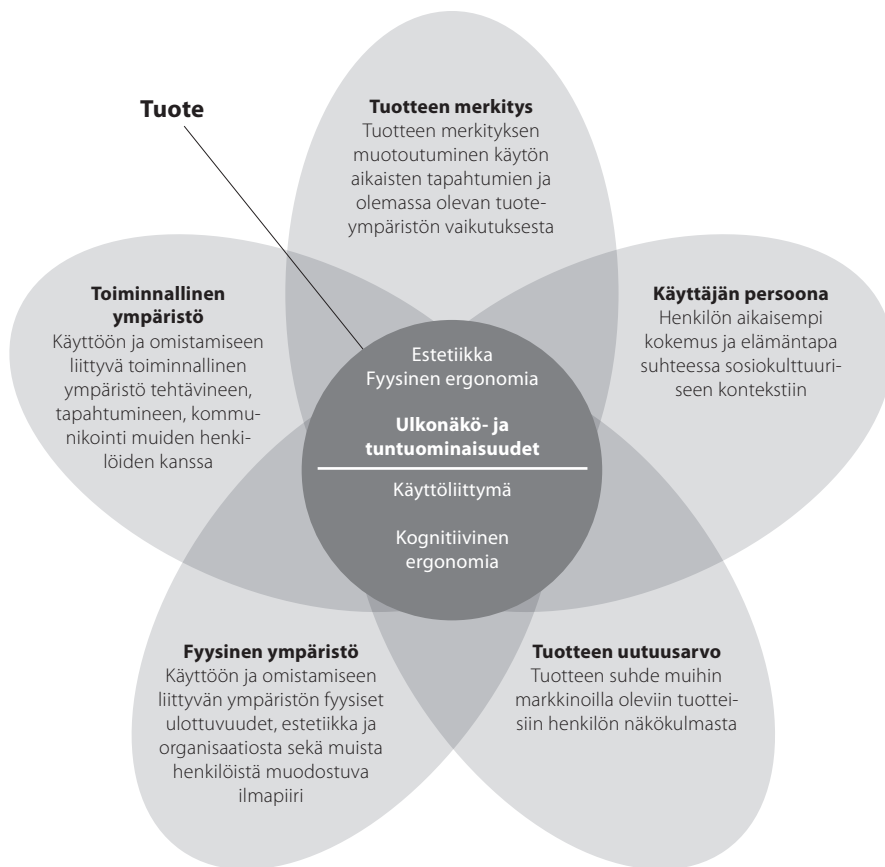 Tuote
Tuotteen merkitys
Tuotteen merkityksen
muotoutuminen käytön
aikaisten tapahtumien ja
olemassa olevan tuote-
ympäristön vaikutuksesta
Toiminnallinen
ympäristö
Käyttöön ja omistamiseen
liittyvä toiminnallinen
ympäristö tehtävineen,
tapahtumineen, kommu-
nikointi muiden henki-
löiden kanssa
Käyttäjän persoona
Henkilön aikaisempi
kokemus ja elämäntapa
suhteessa sosiokulttuuri-
seen kontekstiin
Estetiikka
Fyysinen ergonomia
Ulkonäkö- ja
tuntuominaisuudet
Käyttöliittymä
Kognitiivinen
ergonomia
Fyysinen ympäristö
Käyttöön ja omistamiseen
liittyvän ympäristön fyysiset
ulottuvuudet, estetiikka ja
organisaatiosta sekä muista
henkilöistä muodostuva
ilmapiiri
Tuotteen uutuusarvo
Tuotteen suhde muihin
markkinoilla oleviin tuottei-
siin henkilön näkökulmasta